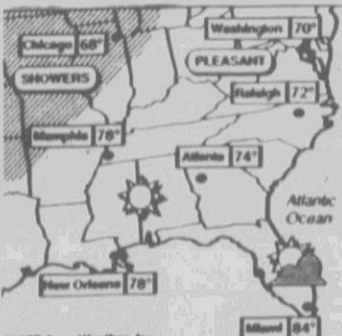 Washington 70°
Chicago 68°
PLEASANT
SHOWERS
Raleigh 72°
Memphis 78°
Atlanta 74°
Atlantic
Ocean
New Orleans 78°
Miami 84°